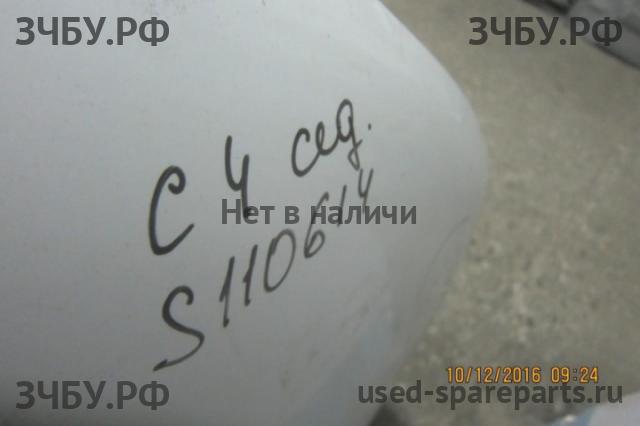 ЗЧБУ.РФ ЗЧБУ.РФ
С 4 сед.
Нет в наличи
S110614
10/12/2016 09:24
ЗЧБУ.РФ used-spareparts.ru